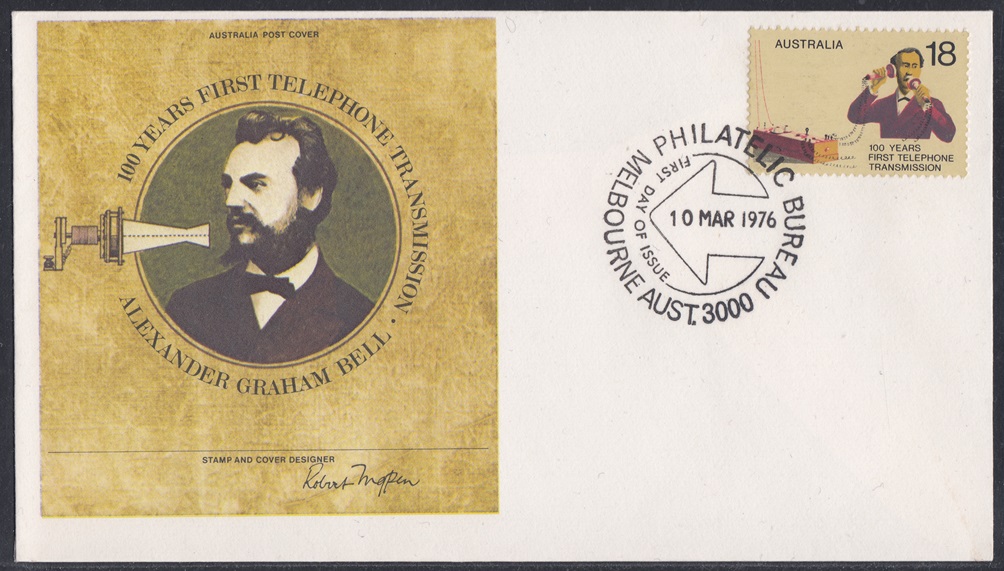 AUSTRALIA POST COVER
100 YEARS FIRST TELEPHONE TRANSMISSION ·
ALEXANDER GRAHAM BELL
STAMP AND COVER DESIGNER
Robert
AUSTRALIA
18
100 YEARS
FIRST TELEPHONE
TRANSMISSION
PHILATELIC BUREAU
MELBOURNE AUST. 3000
FIRST DAY OF ISSUE
10 MAR 1976